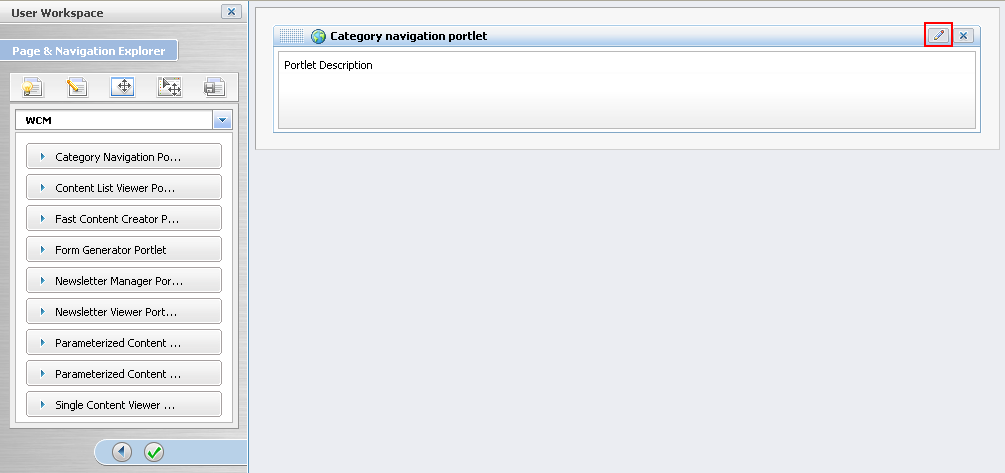 User Workspace
Page & Navigation Explorer
WCM
Category Navigation Po...
Content List Viewer Po...
Fast Content Creator P...
Form Generator Portlet
Newsletter Manager Por...
Newsletter Viewer Port...
Parameterized Content ...
Parameterized Content ...
Single Content Viewer ...
Category navigation portlet
Portlet Description